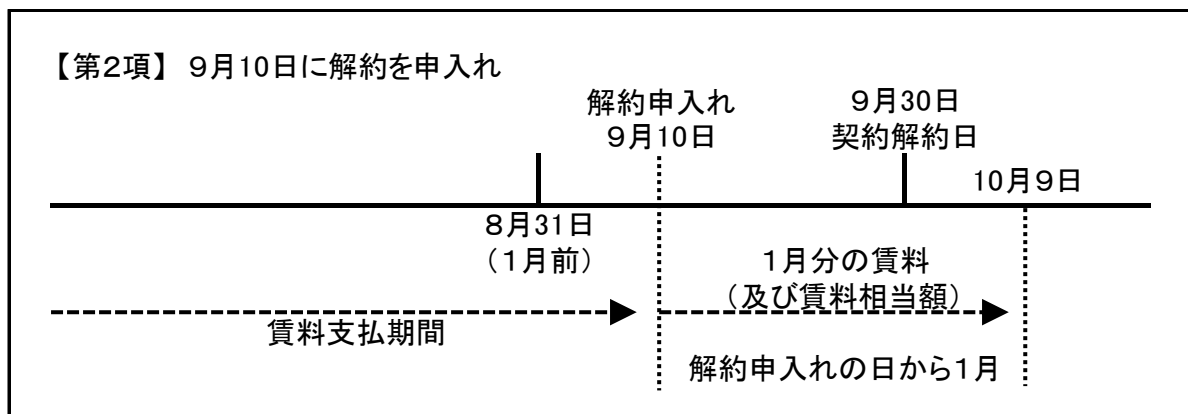 【第２項】 ９月10日に解約を申入れ
解約申入れ
９月10日
９月30日
契約解約日
10月９日
８月31日
（１月前）
１月分の賃料
（及び賃料相当額）
賃料支払期間
解約申入れの日から１月